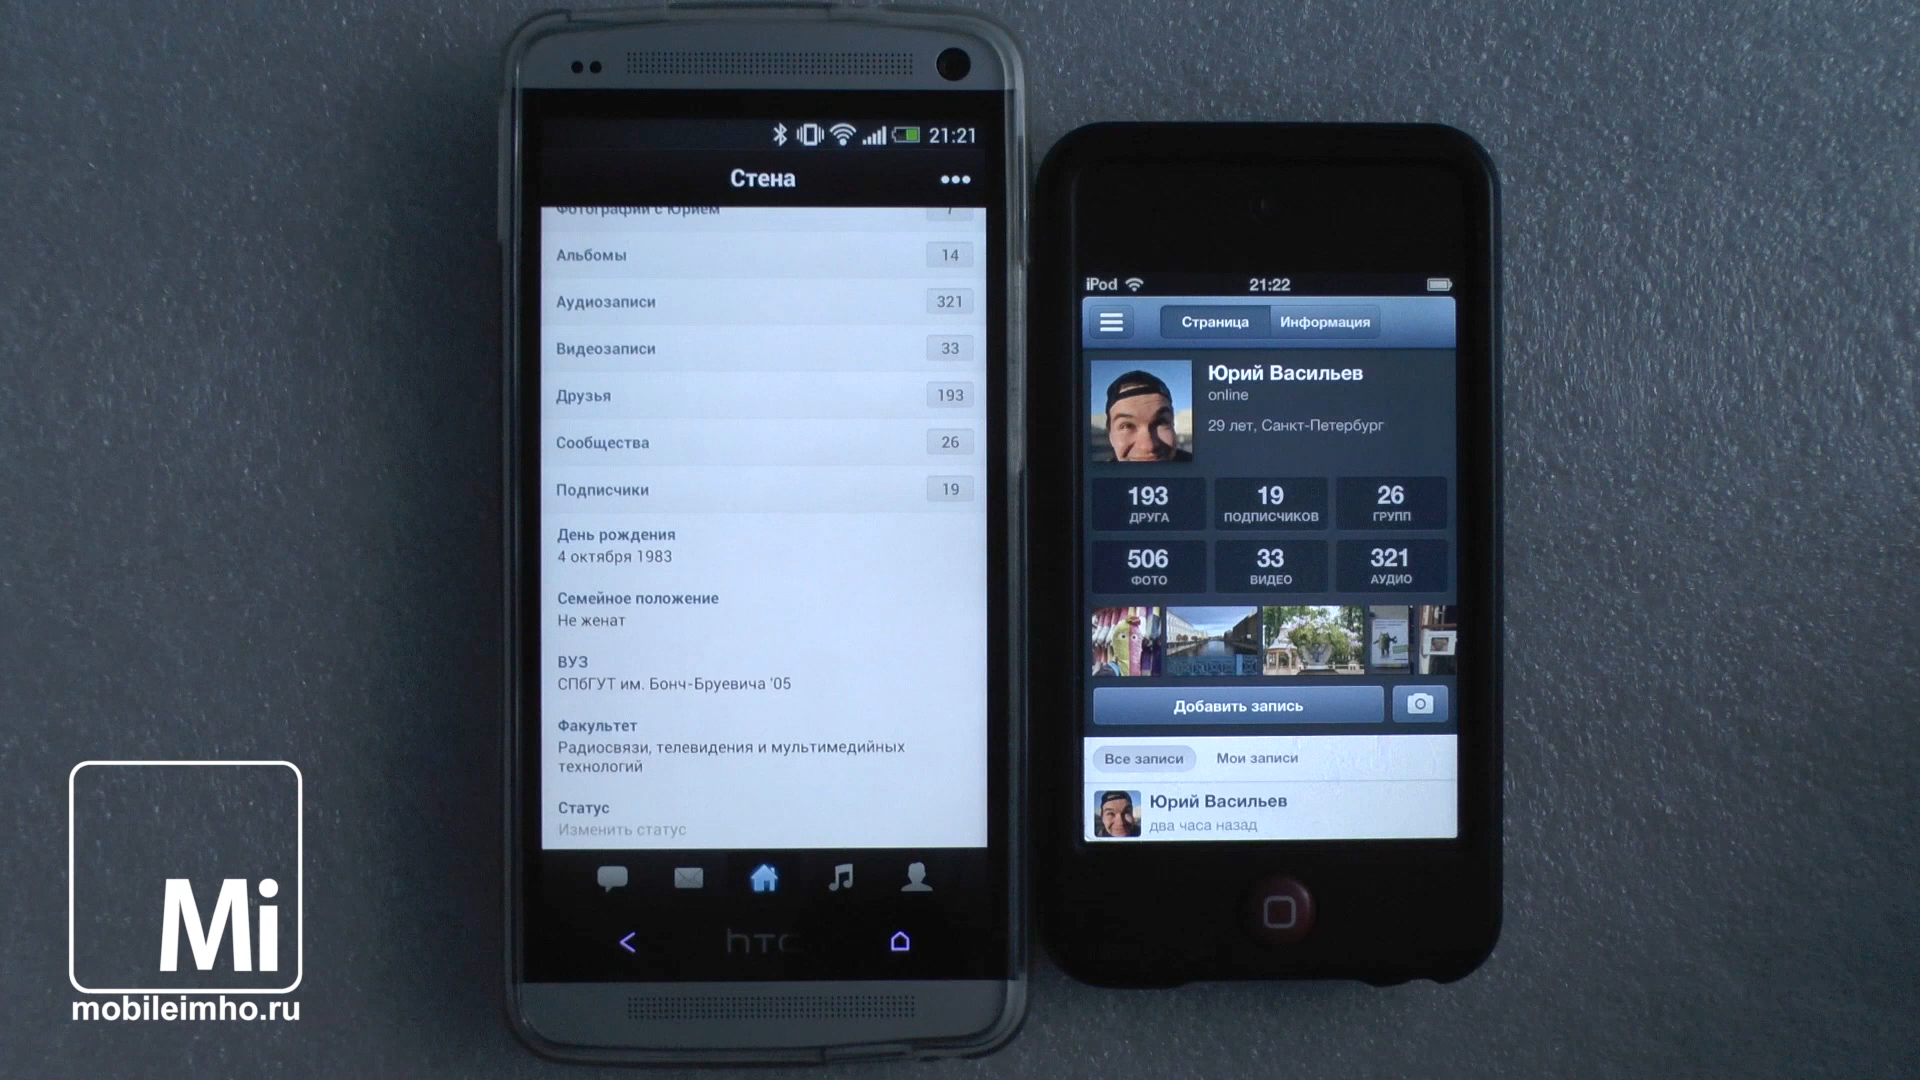 21:21
Стена
Фотографии с Юрием 7
Альбомы 14
Аудиозаписи 321
Видеозаписи 33
Друзья 193
Сообщества 26
Подписчики 19
День рождения
4 октября 1983
Семейное положение
Не женат
ВУЗ
СПбГУТ им. Бонч-Бруевича '05
Факультет
Радиосвязи, телевидения и мультимедийных
технологий
Статус
Изменить статус
hTC
iPod 21:22
Страница Информация
Юрий Васильев
online
29 лет, Санкт-Петербург
193 19 26
ДРУГА ПОДПИСЧИКОВ ГРУПП
506 33 321
ФОТО ВИДЕО АУДИО
Добавить запись
Все записи Мои записи
Юрий Васильев
два часа назад
Mi
mobileimho.ru